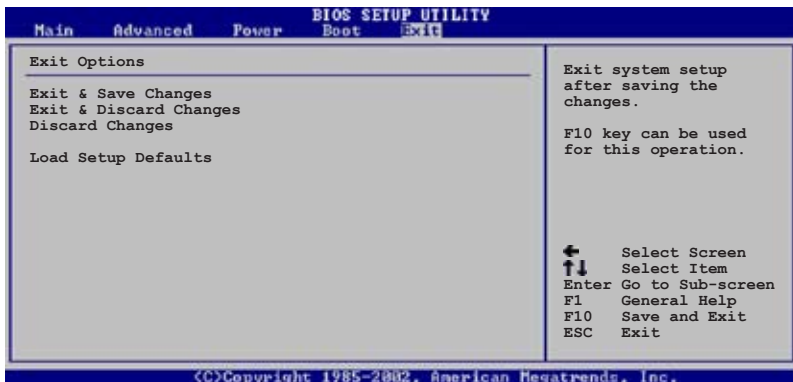 BIOS SETUP UTILITY
Main Advanced Power Boot Exit
Exit Options
Exit & Save Changes
Exit & Discard Changes
Discard Changes
Load Setup Defaults
Exit system setup
after saving the
changes.
F10 key can be used
for this operation.
← Select Screen
↑↓ Select Item
Enter Go to Sub-screen
F1 General Help
F10 Save and Exit
ESC Exit
(C)Copyright 1985-2002, American Megatrends, Inc.